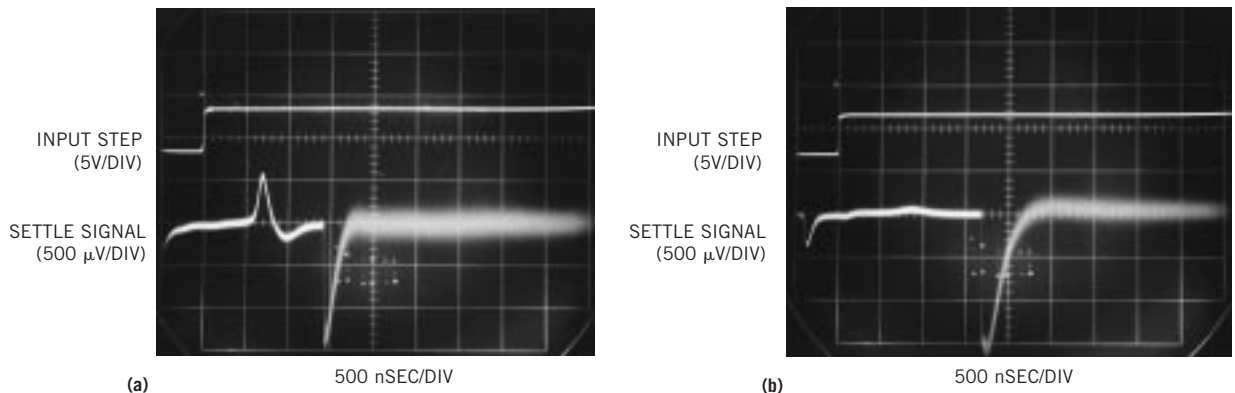 INPUT STEP
(5V/DIV)
SETTLE SIGNAL
(500 µV/DIV)
(a)
500 nSEC/DIV
INPUT STEP
(5V/DIV)
SETTLE SIGNAL
(500 µV/DIV)
(b)
500 nSEC/DIV